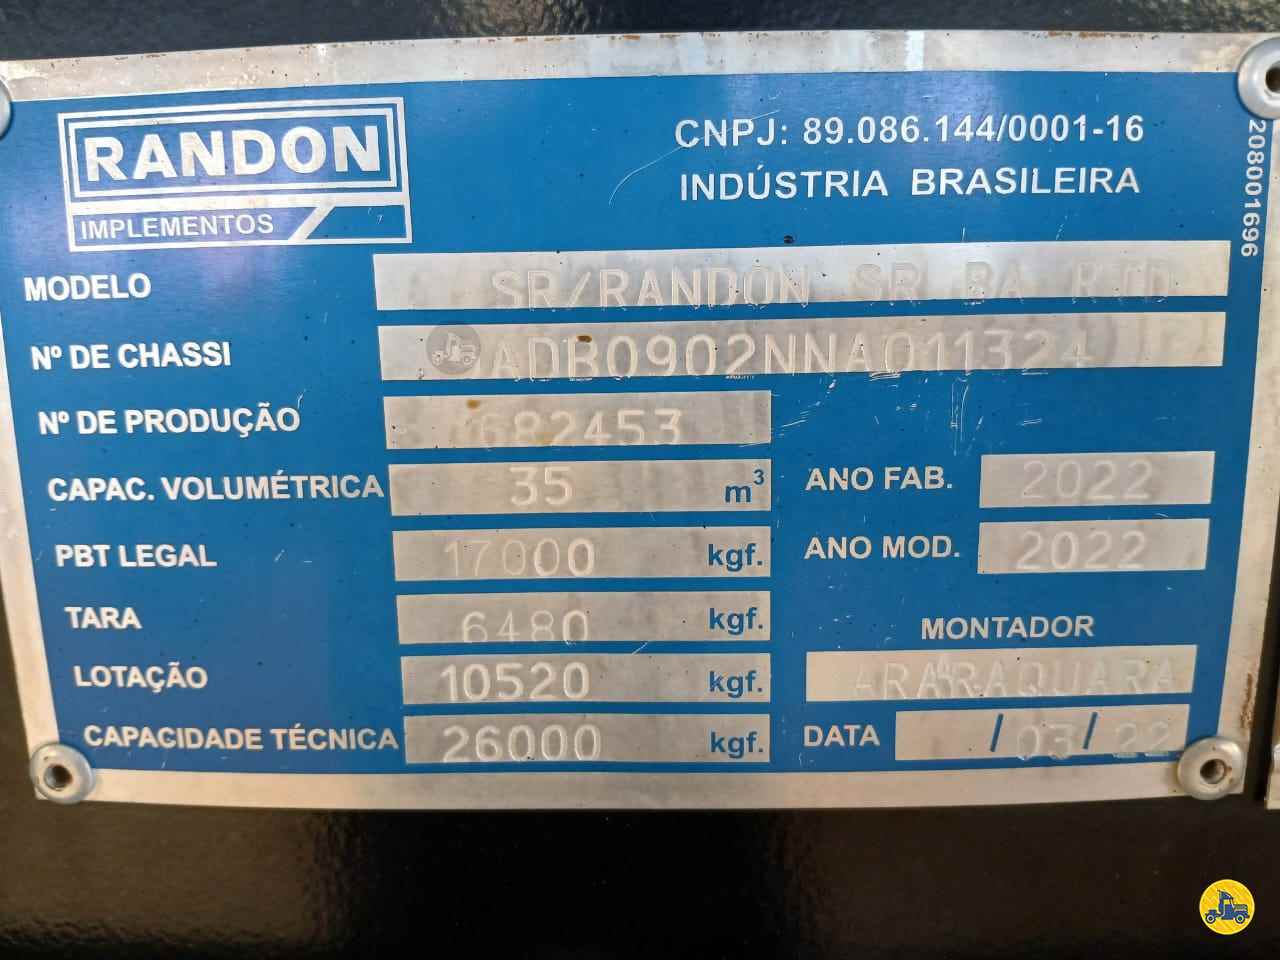 RANDON
IMPLEMENTOS
CNPJ: 89.086.144/0001-16
INDÚSTRIA BRASILEIRA
208001696
MODELO SR/RANDON SR BA RTD
Nº DE CHASSI ADB0902NNA011324
Nº DE PRODUÇÃO 682453
CAPAC. VOLUMÉTRICA 35 m³
ANO FAB. 2022
PBT LEGAL 17000 kgf.
ANO MOD. 2022
TARA 6480 kgf.
MONTADOR
LOTAÇÃO 10520 kgf.
ARARAQUARA
CAPACIDADE TÉCNICA 26000 kgf.
DATA /03/22